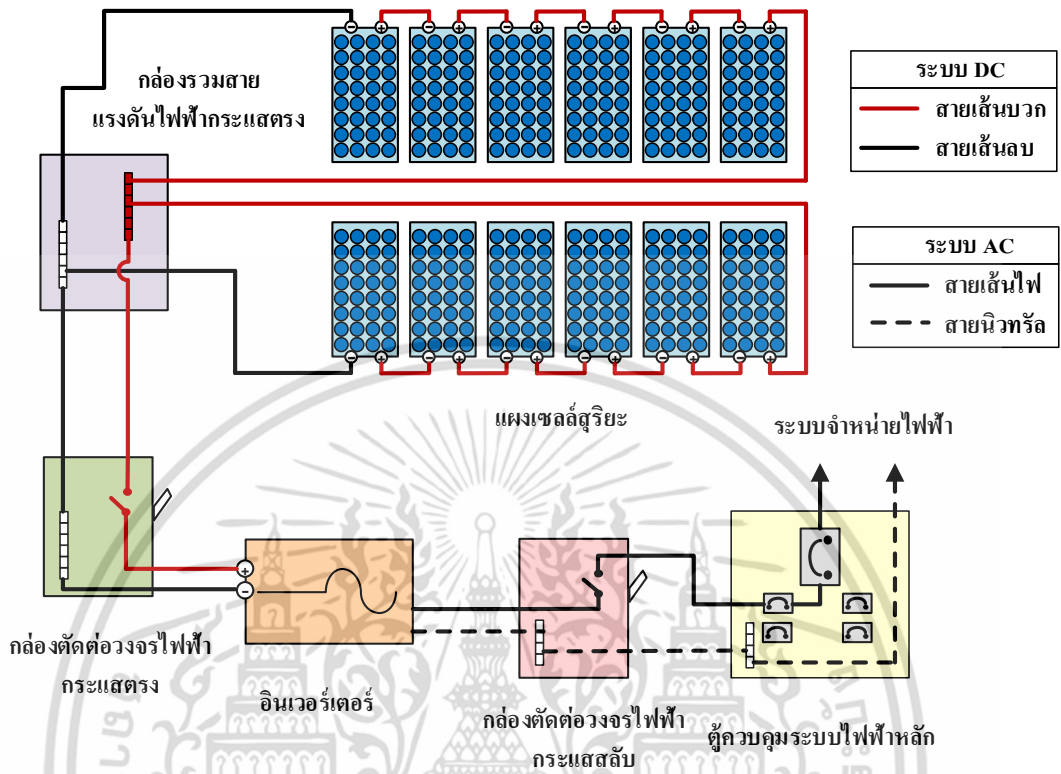 กล่องรวมสาย
แรงดันไฟฟ้ากระแสตรง
ระบบ DC
สายเส้นบวก
สายเส้นลบ
ระบบ AC
สายเส้นไฟ
สายนิวทรัล
แผงเซลล์สุริยะ
ระบบจำหน่ายไฟฟ้า
กล่องตัดต่อวงจรไฟฟ้า
กระแสตรง
อินเวอร์เตอร์
กล่องตัดต่อวงจรไฟฟ้า
กระแสสลับ
ตู้ควบคุมระบบไฟฟ้าหลัก